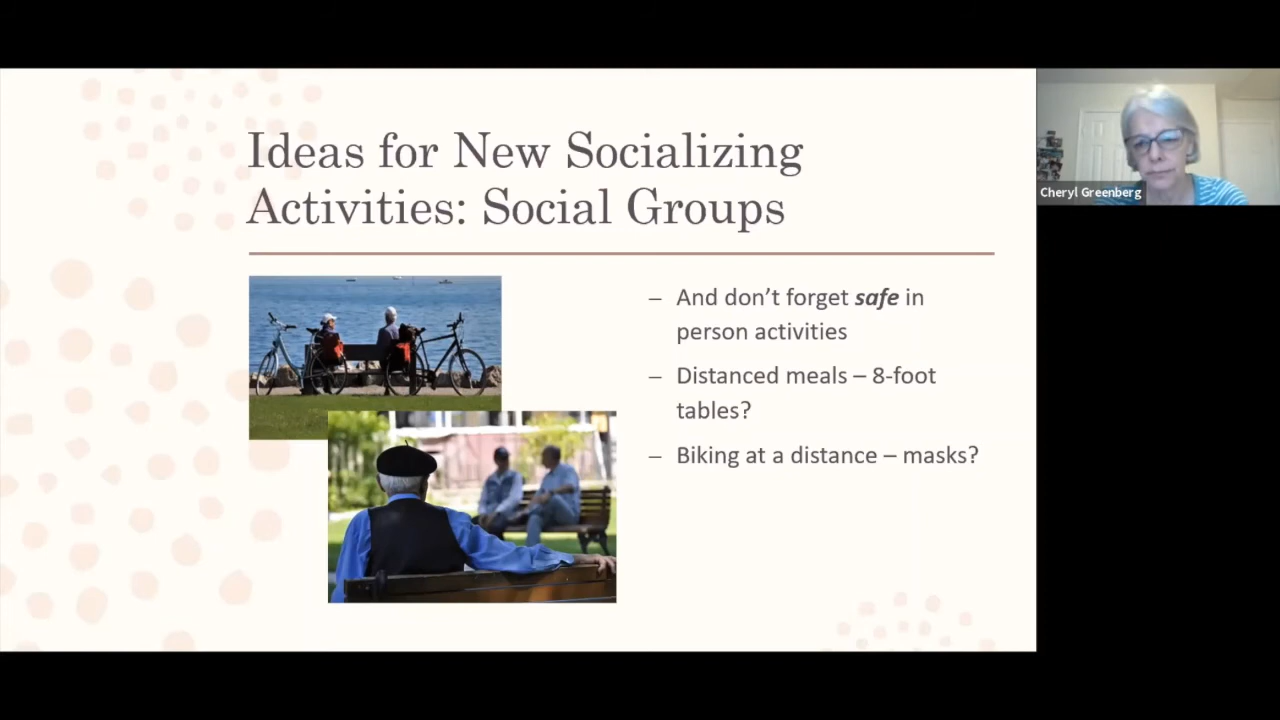 Ideas for New Socializing
Activities: Social Groups
– And don’t forget safe in
person activities
– Distanced meals – 8-foot
tables?
– Biking at a distance – masks?
Cheryl Greenberg